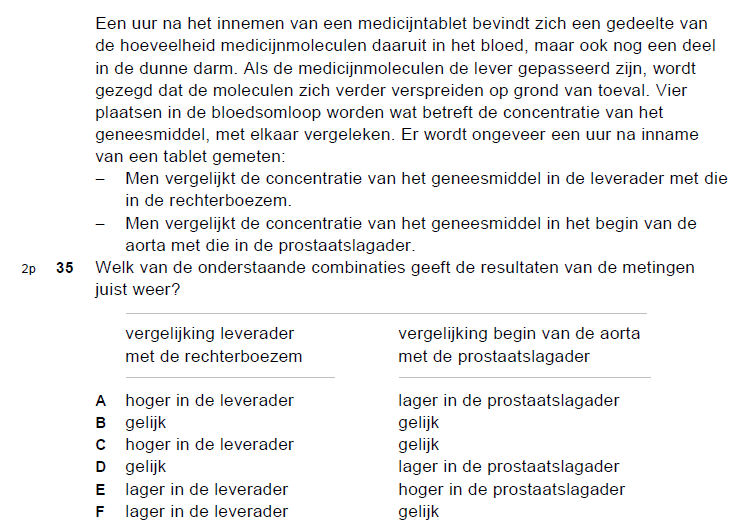 Een uur na het innemen van een medicijntablet bevindt zich een gedeelte van
de hoeveelheid medicijnmoleculen daaruit in het bloed, maar ook nog een deel
in de dunne darm. Als de medicijnmoleculen de lever gepasseerd zijn, wordt
gezegd dat de moleculen zich verder verspreiden op grond van toeval. Vier
plaatsen in de bloedsomloop worden wat betreft de concentratie van het
geneesmiddel, met elkaar vergeleken. Er wordt ongeveer een uur na inname
van een tablet gemeten:
– Men vergelijkt de concentratie van het geneesmiddel in de leverader met die
in de rechterboezem.
– Men vergelijkt de concentratie van het geneesmiddel in het begin van de
aorta met die in de prostaatslagader.
2p 35 Welk van de onderstaande combinaties geeft de resultaten van de metingen
juist weer?
vergelijking leverader vergelijking begin van de aorta
met de rechterboezem met de prostaatslagader
A hoger in de leverader lager in de prostaatslagader
B gelijk gelijk
C hoger in de leverader gelijk
D gelijk lager in de prostaatslagader
E lager in de leverader hoger in de prostaatslagader
F lager in de leverader gelijk